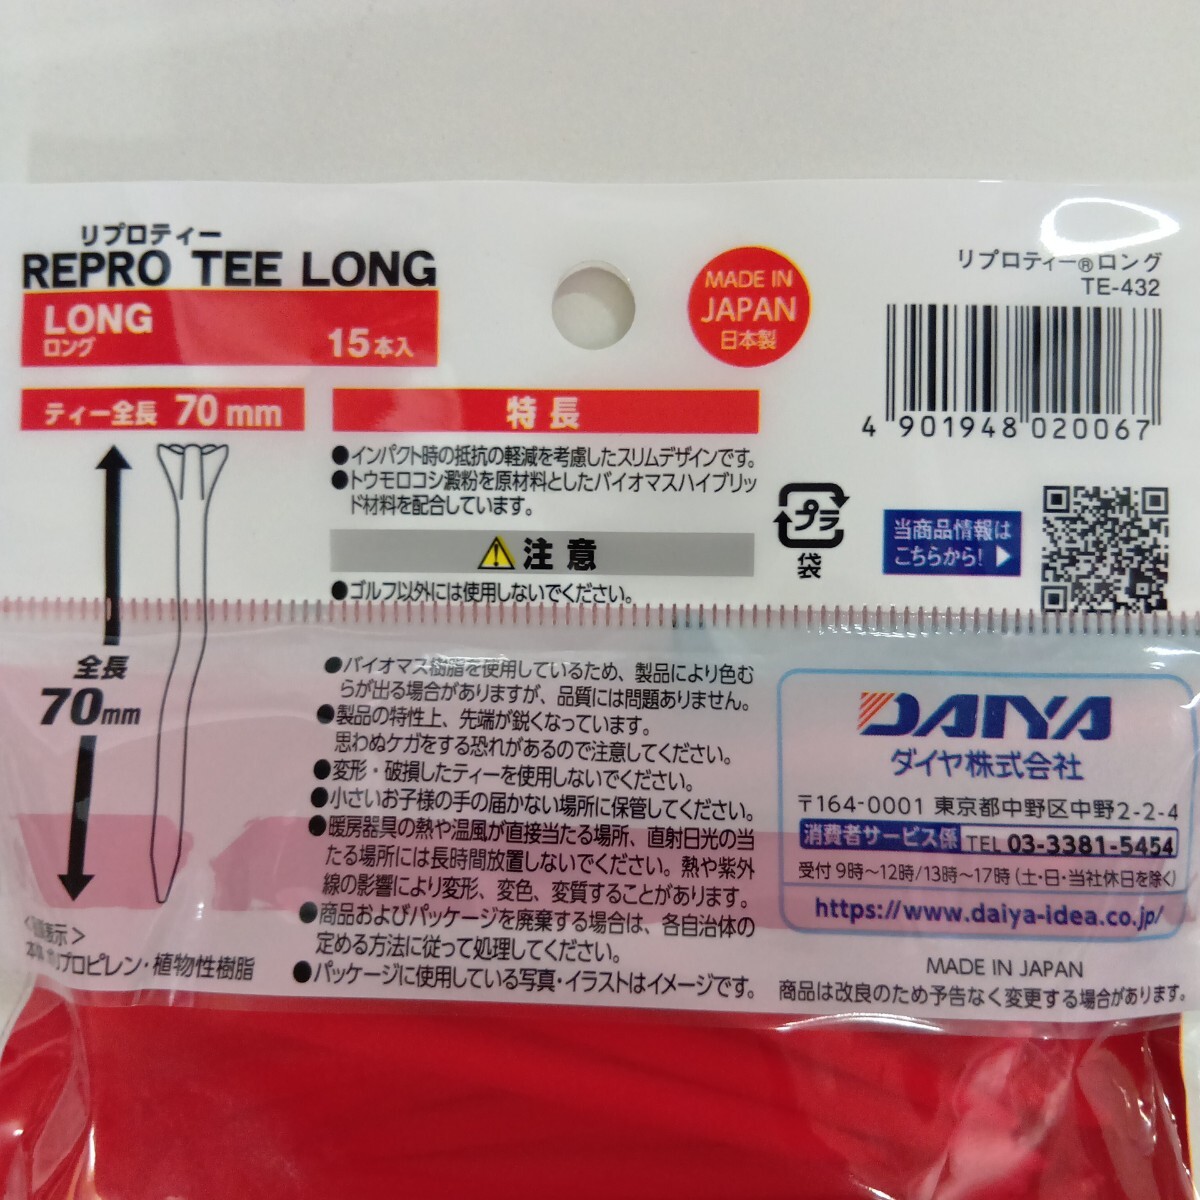 リプロティー
REPRO TEE LONG
LONG
ロング
15本入
ティー全長 70 mm
全長
70mm
表示>
ポリプロピレン・植物性樹脂
MADE IN
JAPAN
日本製
特長
●インパクト時の抵抗の軽減を考慮したスリムデザインです。
●トウモロコシ澱粉を原材料としたバイオマスハイブリッ
ド材料を配合しています。
注意
●ゴルフ以外には使用しないでください。
●バイオマス樹脂を使用しているため、製品により色む
らが出る場合がありますが、品質には問題ありません。
●製品の特性上、先端が鋭くなっています。
思わぬケガをする恐れがあるので注意してください。
●変形・破損したティーを使用しないでください。
●小さいお子様の手の届かない場所に保管してください。
●暖房器具の熱や温風が直接当たる場所、直射日光の当
たる場所には長時間放置しないでください。熱や紫外
線の影響により変形、変色、変質することがあります。
●商品およびパッケージを廃棄する場合は、各自治体の
定める方法に従って処理してください。
●パッケージに使用している写真・イラストはイメージです。
リプロティー®ロング
TE-432
4 901948 020067
プラ
袋
当商品情報は
こちらから!
DAIYA
ダイヤ株式会社
〒164-0001 東京都中野区中野2-2-4
消費者サービス係 TEL 03-3381-5454
受付 9時〜12時/13時〜17時 (土・日・当社休日を除く)
https://www.daiya-idea.co.jp/
MADE IN JAPAN
商品は改良のため予告なく変更する場合があります。